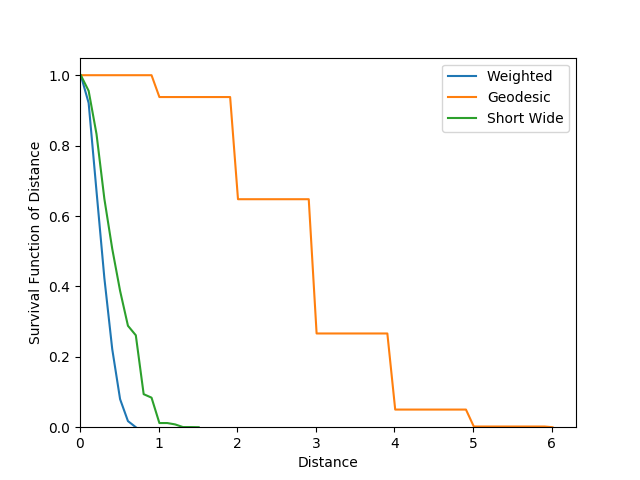 Weighted
Geodesic
Short Wide
Survival Function of Distance
1.0
0.8
0.6
0.4
0.2
0.0
0 1 2 3 4 5 6
Distance